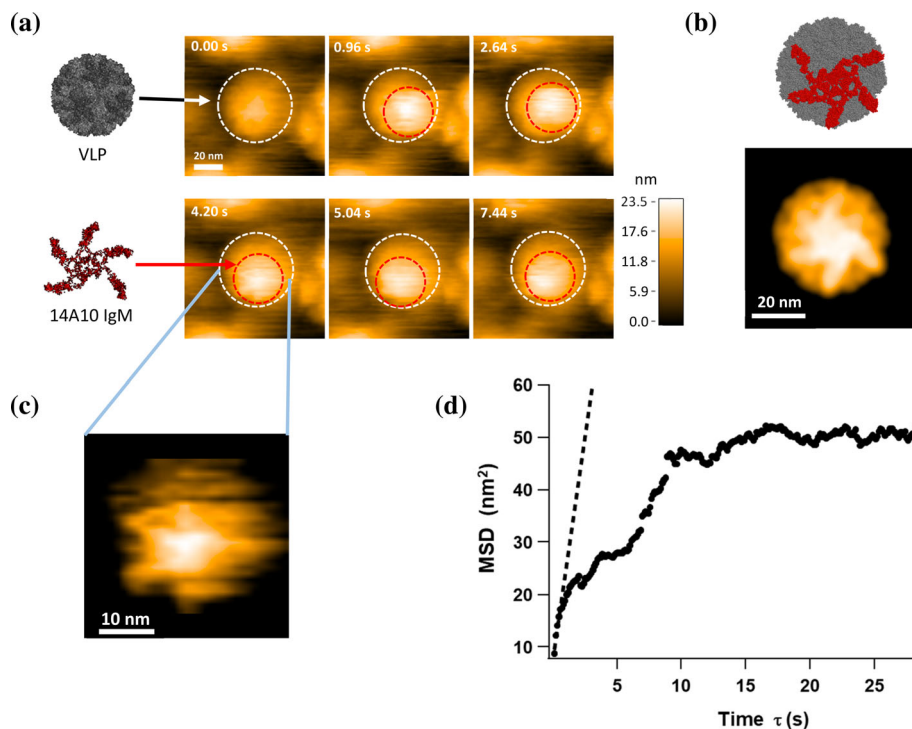 (a)
VLP
0.00 s
0.96 s
2.64 s
20 nm
14A10 IgM
4.20 s
5.04 s
7.44 s
nm
23.5
17.6
11.8
5.9
0.0
(b)
20 nm
(c)
10 nm
(d)
MSD (nm²)
60
50
40
30
20
10
5
10
15
20
25
Time τ (s)